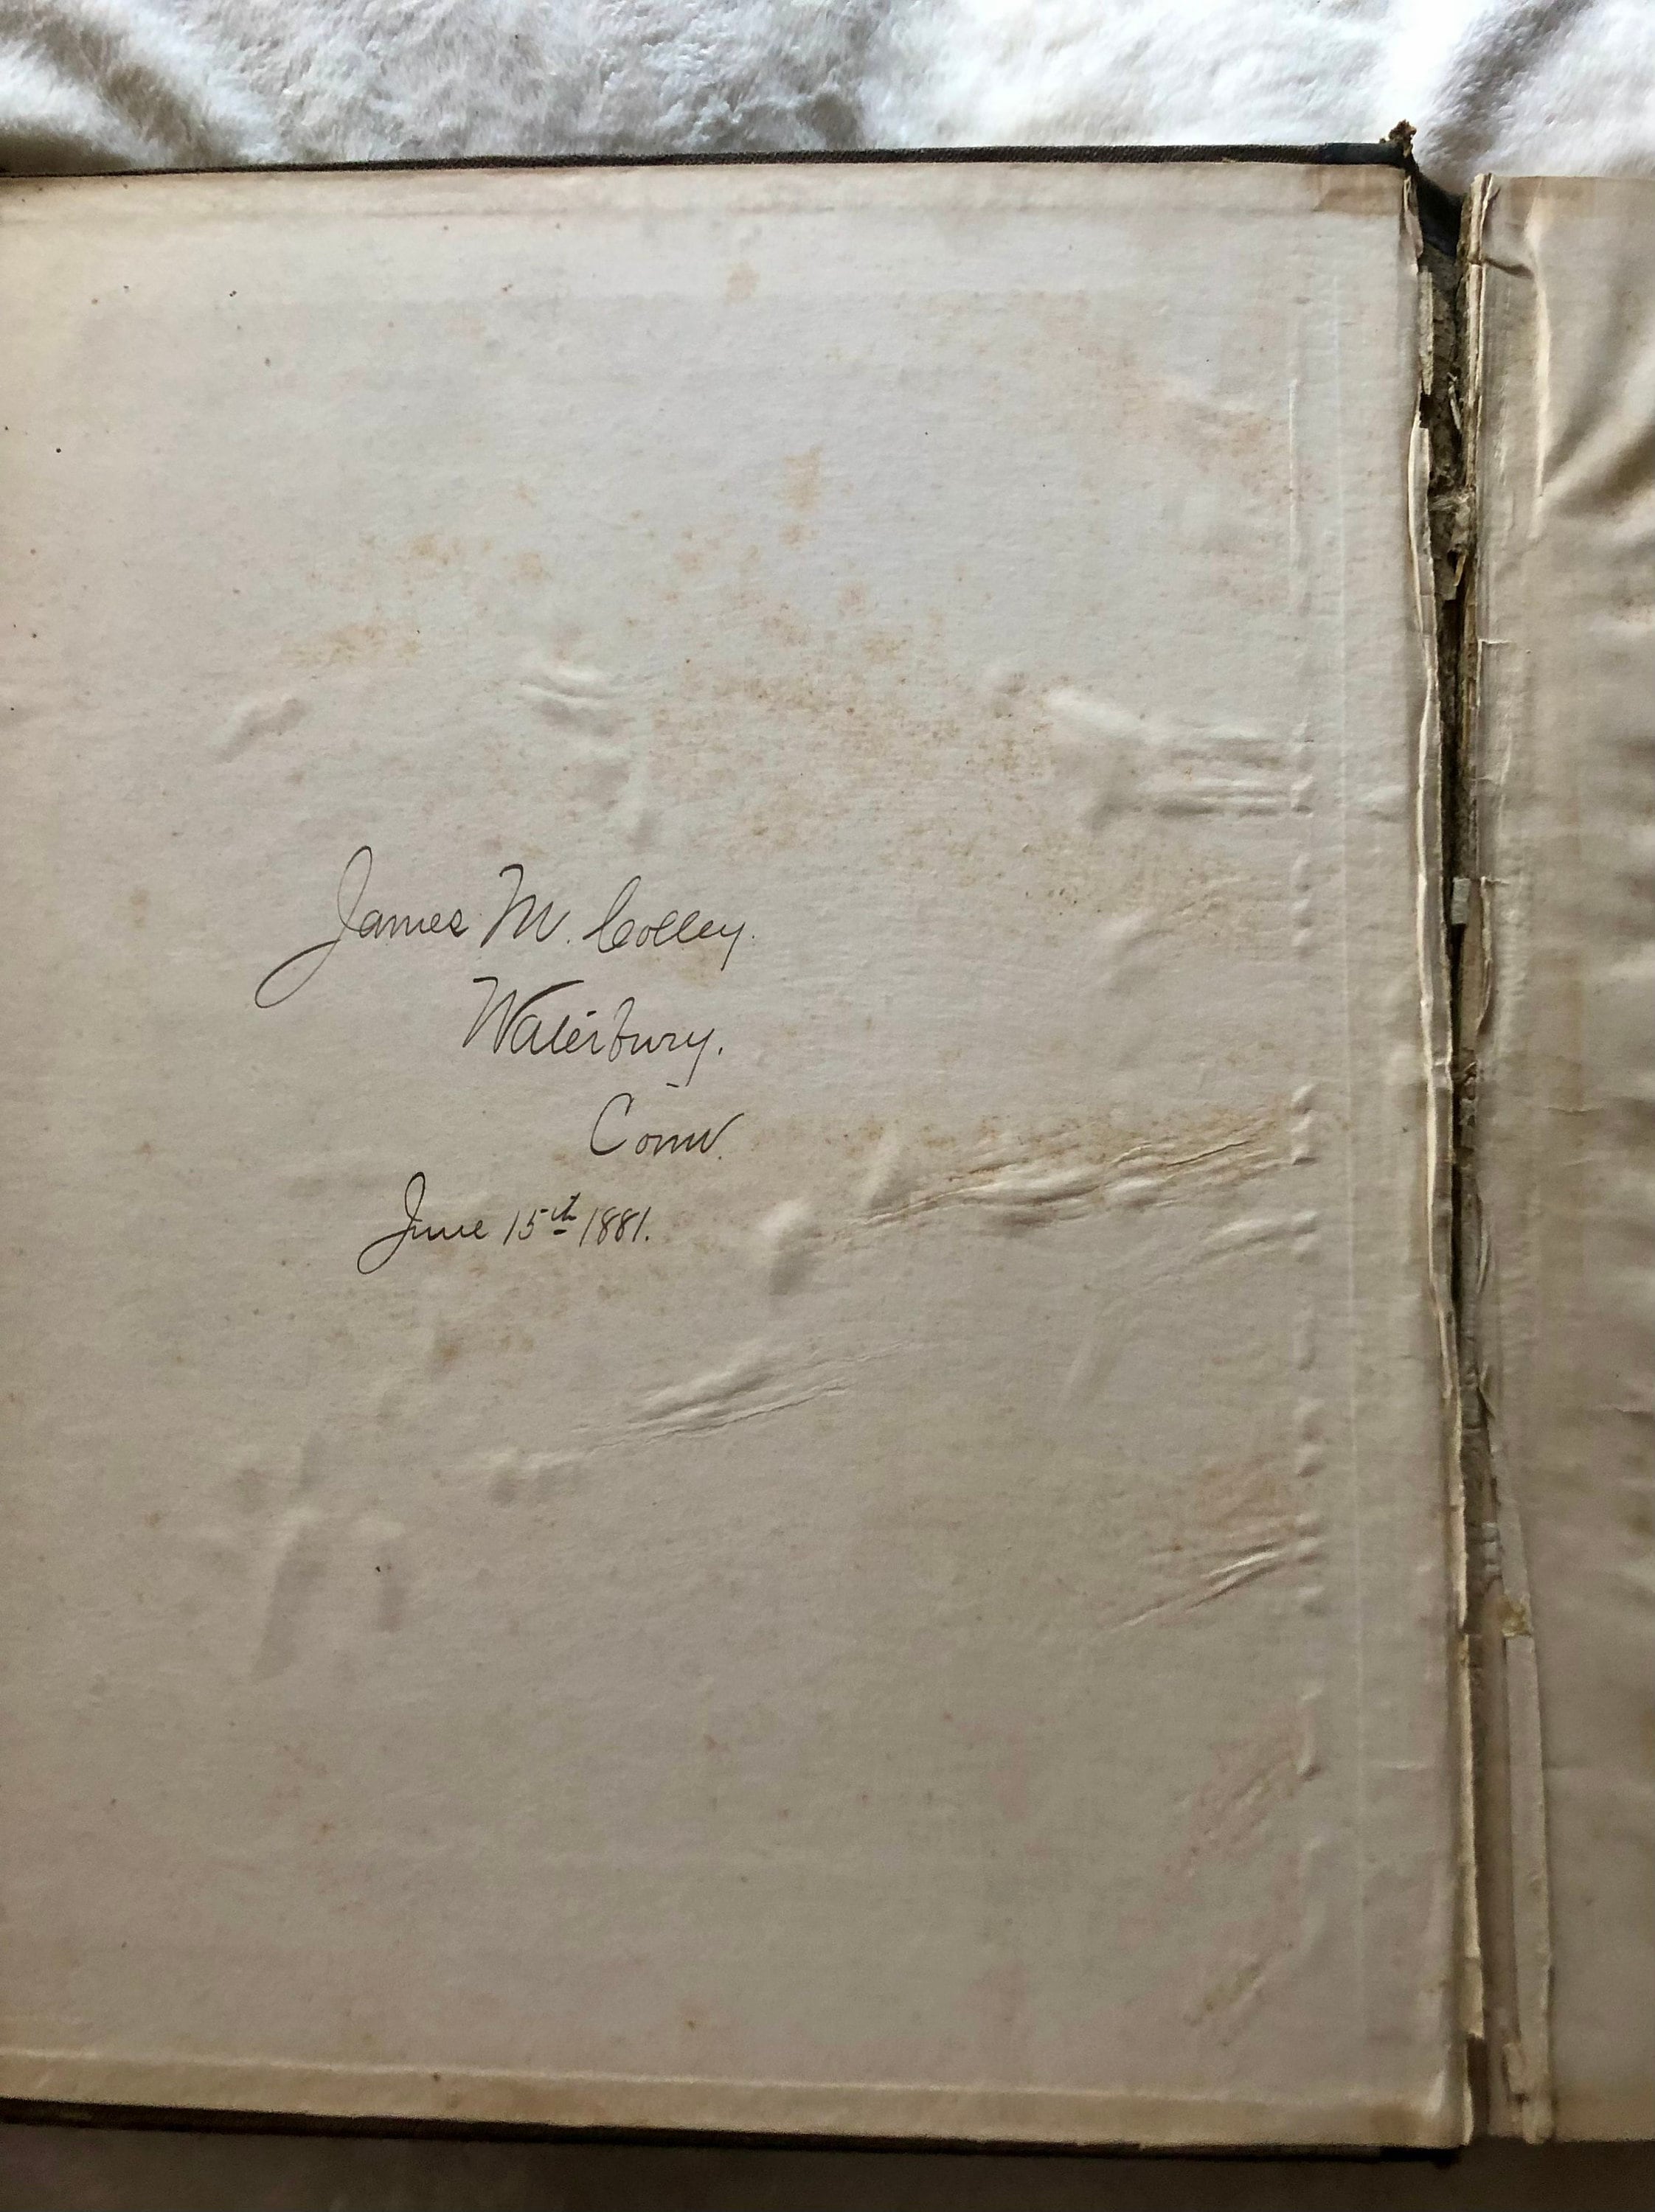 James M. Colley.
Waterbury.
Conn.
June 15th 1881.